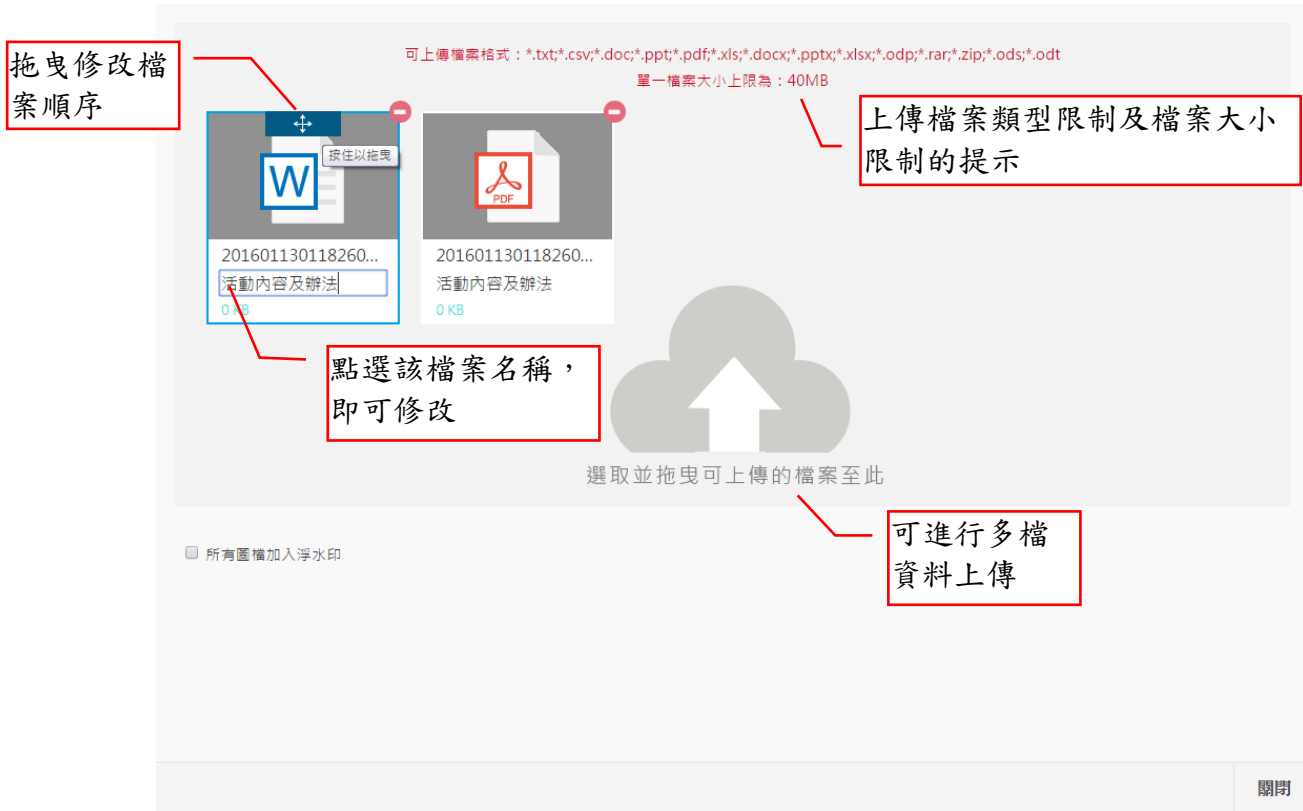 可上傳檔案格式：*.txt;*.csv;*.doc;*.ppt;*.pdf;*.xls;*.docx;*.pptx;*.xlsx;*.odp;*.rar;*.zip;*.ods;*.odt
單一檔案大小上限為：40MB
拖曳修改檔
案順序
上傳檔案類型限制及檔案大小
限制的提示
按住以拖曳
W
PDF
201601130118260...
活動內容及辦法
0 KB
201601130118260...
活動內容及辦法
0 KB
點選該檔案名稱，
即可修改
選取並拖曳可上傳的檔案至此
可進行多檔
資料上傳
所有圖檔加入浮水印
關閉